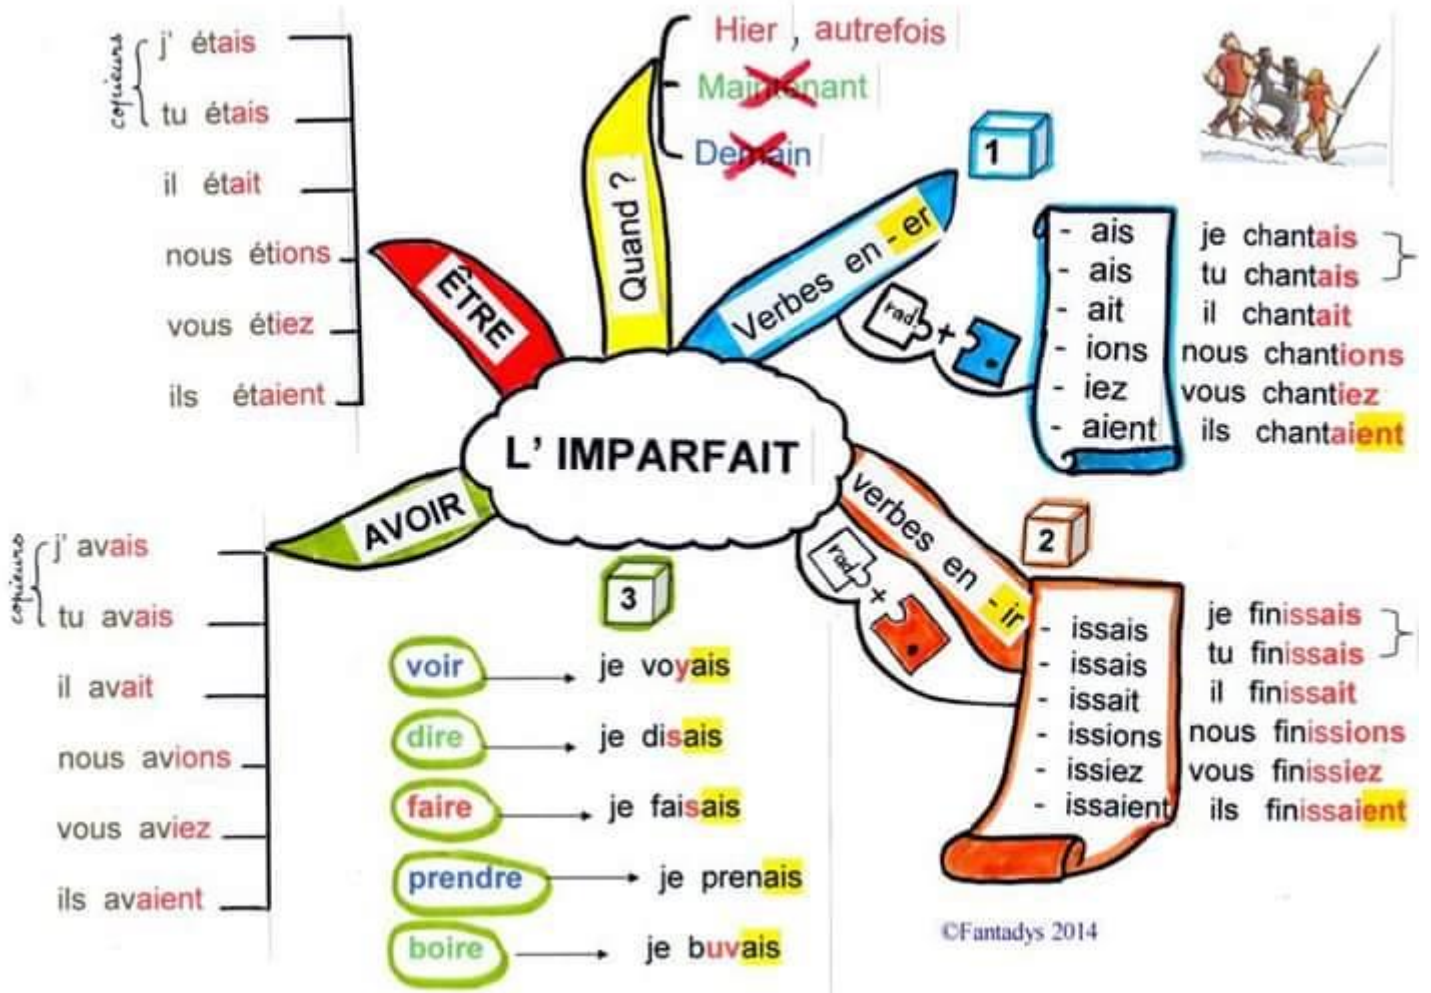 L' IMPARFAIT
Quand ?
Hier , autrefois
Maintenant
Demain
ÊTRE
copieurs
j' étais
tu étais
il était
nous étions
vous étiez
ils étaient
AVOIR
copieurs
j' avais
tu avais
il avait
nous avions
vous aviez
ils avaient
1
Verbes en - er
rad
+
- ais
- ais
- ait
- ions
- iez
- aient
je chantais
tu chantais
il chantait
nous chantions
vous chantiez
ils chantaient
2
verbes en - ir
rad
+
- issais
- issais
- issait
- issions
- issiez
- issaient
je finissais
tu finissais
il finissait
nous finissions
vous finissiez
ils finissaient
3
voir je voyais
dire je disais
faire je faisais
prendre je prenais
boire je buvais
©Fantadys 2014